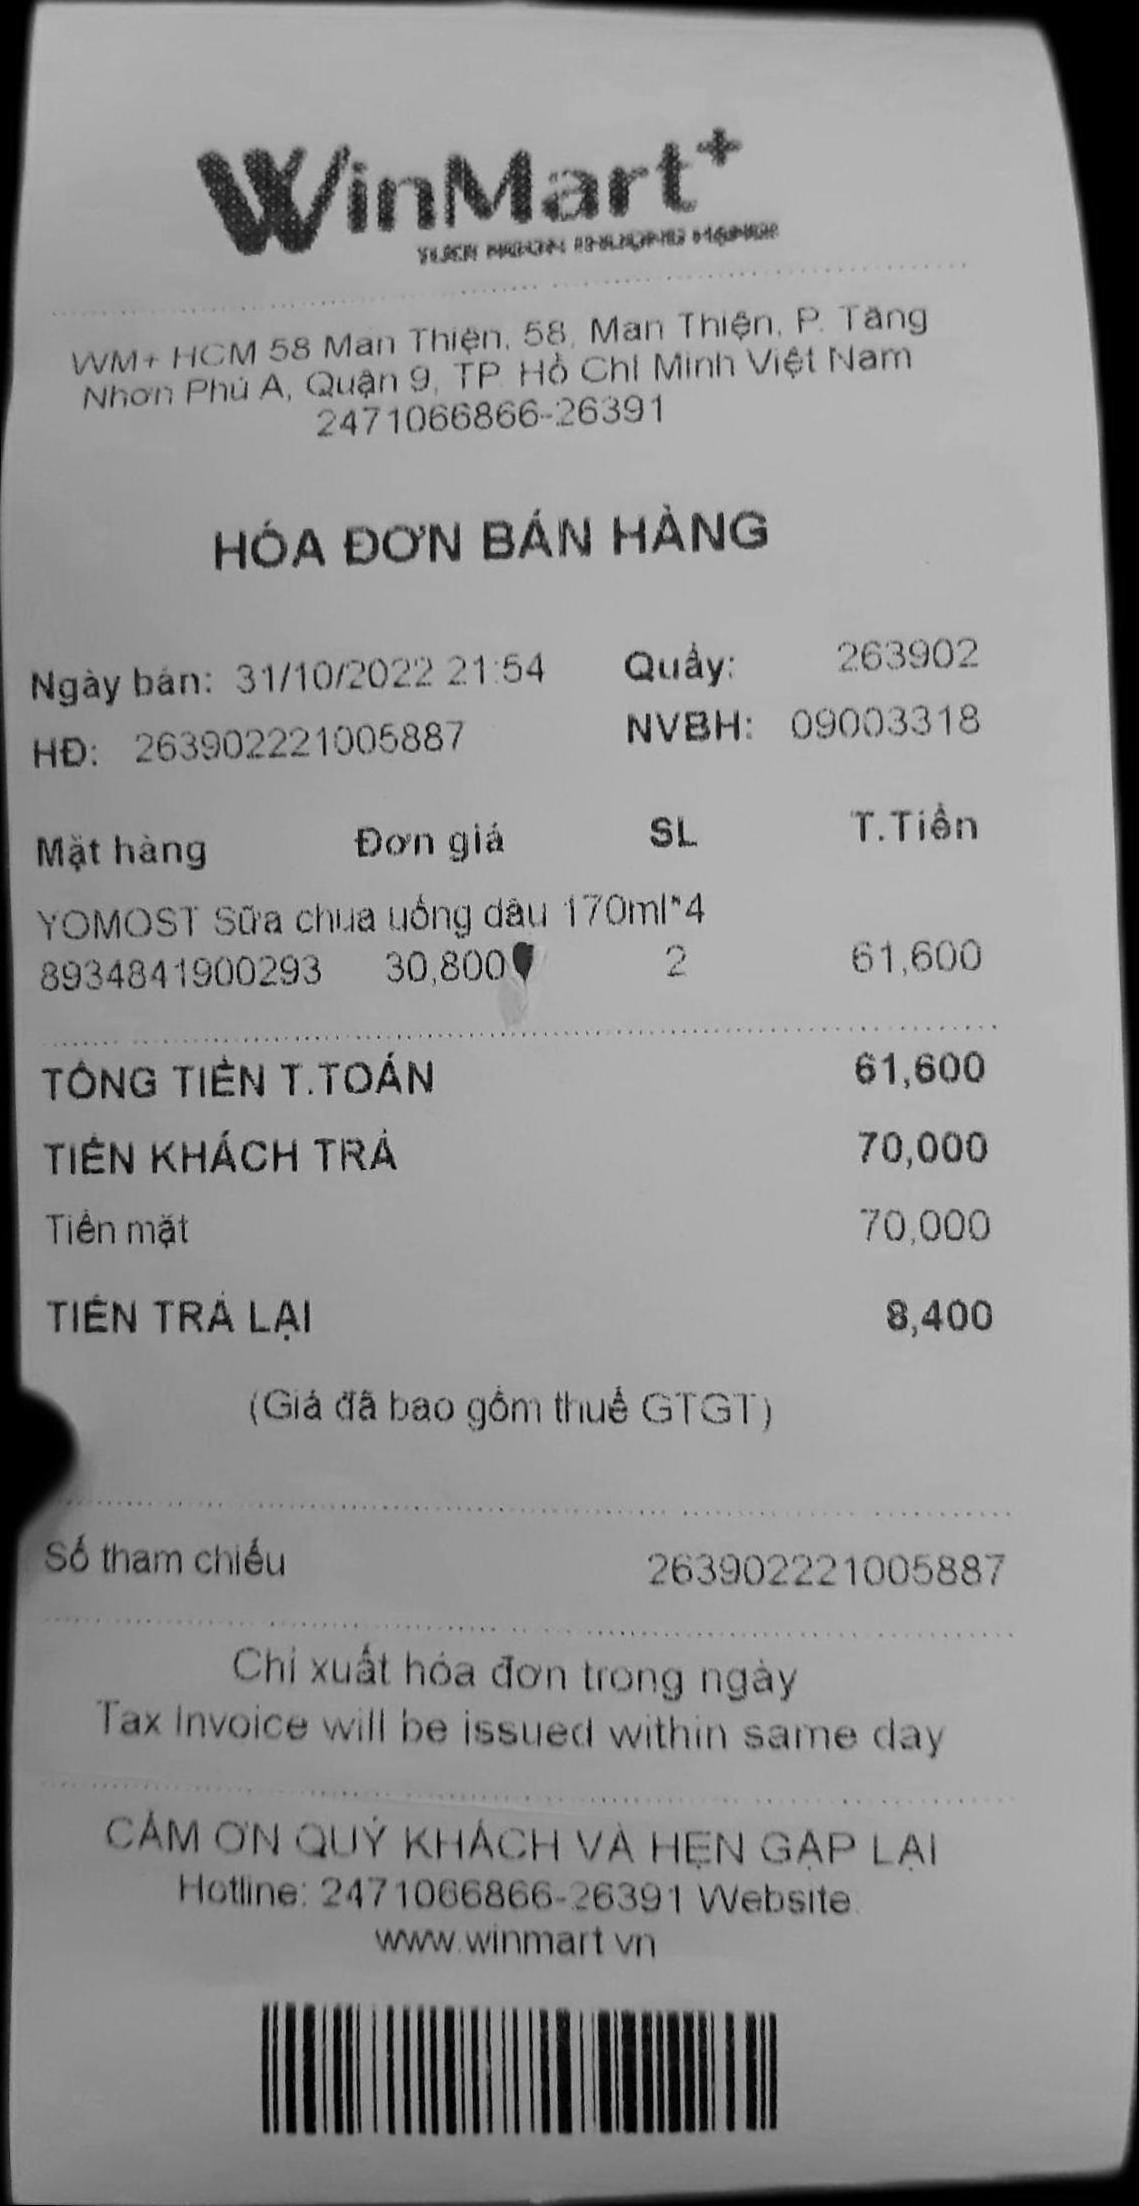 WinMart+
WM+ HCM 58 Man Thiện, 58, Man Thiện, P. Tăng
Nhơn Phú A, Quận 9, TP. Hồ Chí Minh Việt Nam
2471066866-26391
HÓA ĐƠN BÁN HÀNG
Ngày bán: 31/10/2022 21:54 Quầy: 263902
HĐ: 263902221005887 NVBH: 09003318
Mặt hàng Đơn giá SL T.Tiền
YOMOST Sữa chua uống dâu 170ml*4
8934841900293 30,800 2 61,600
TỔNG TIỀN T.TOÁN 61,600
TIỀN KHÁCH TRẢ 70,000
Tiền mặt 70,000
TIỀN TRẢ LẠI 8,400
(Giá đã bao gồm thuế GTGT)
Số tham chiếu 263902221005887
Chỉ xuất hóa đơn trong ngày
Tax Invoice will be issued within same day
CẢM ƠN QUÝ KHÁCH VÀ HẸN GẶP LẠI
Hotline: 2471066866-26391 Website:
www.winmart.vn